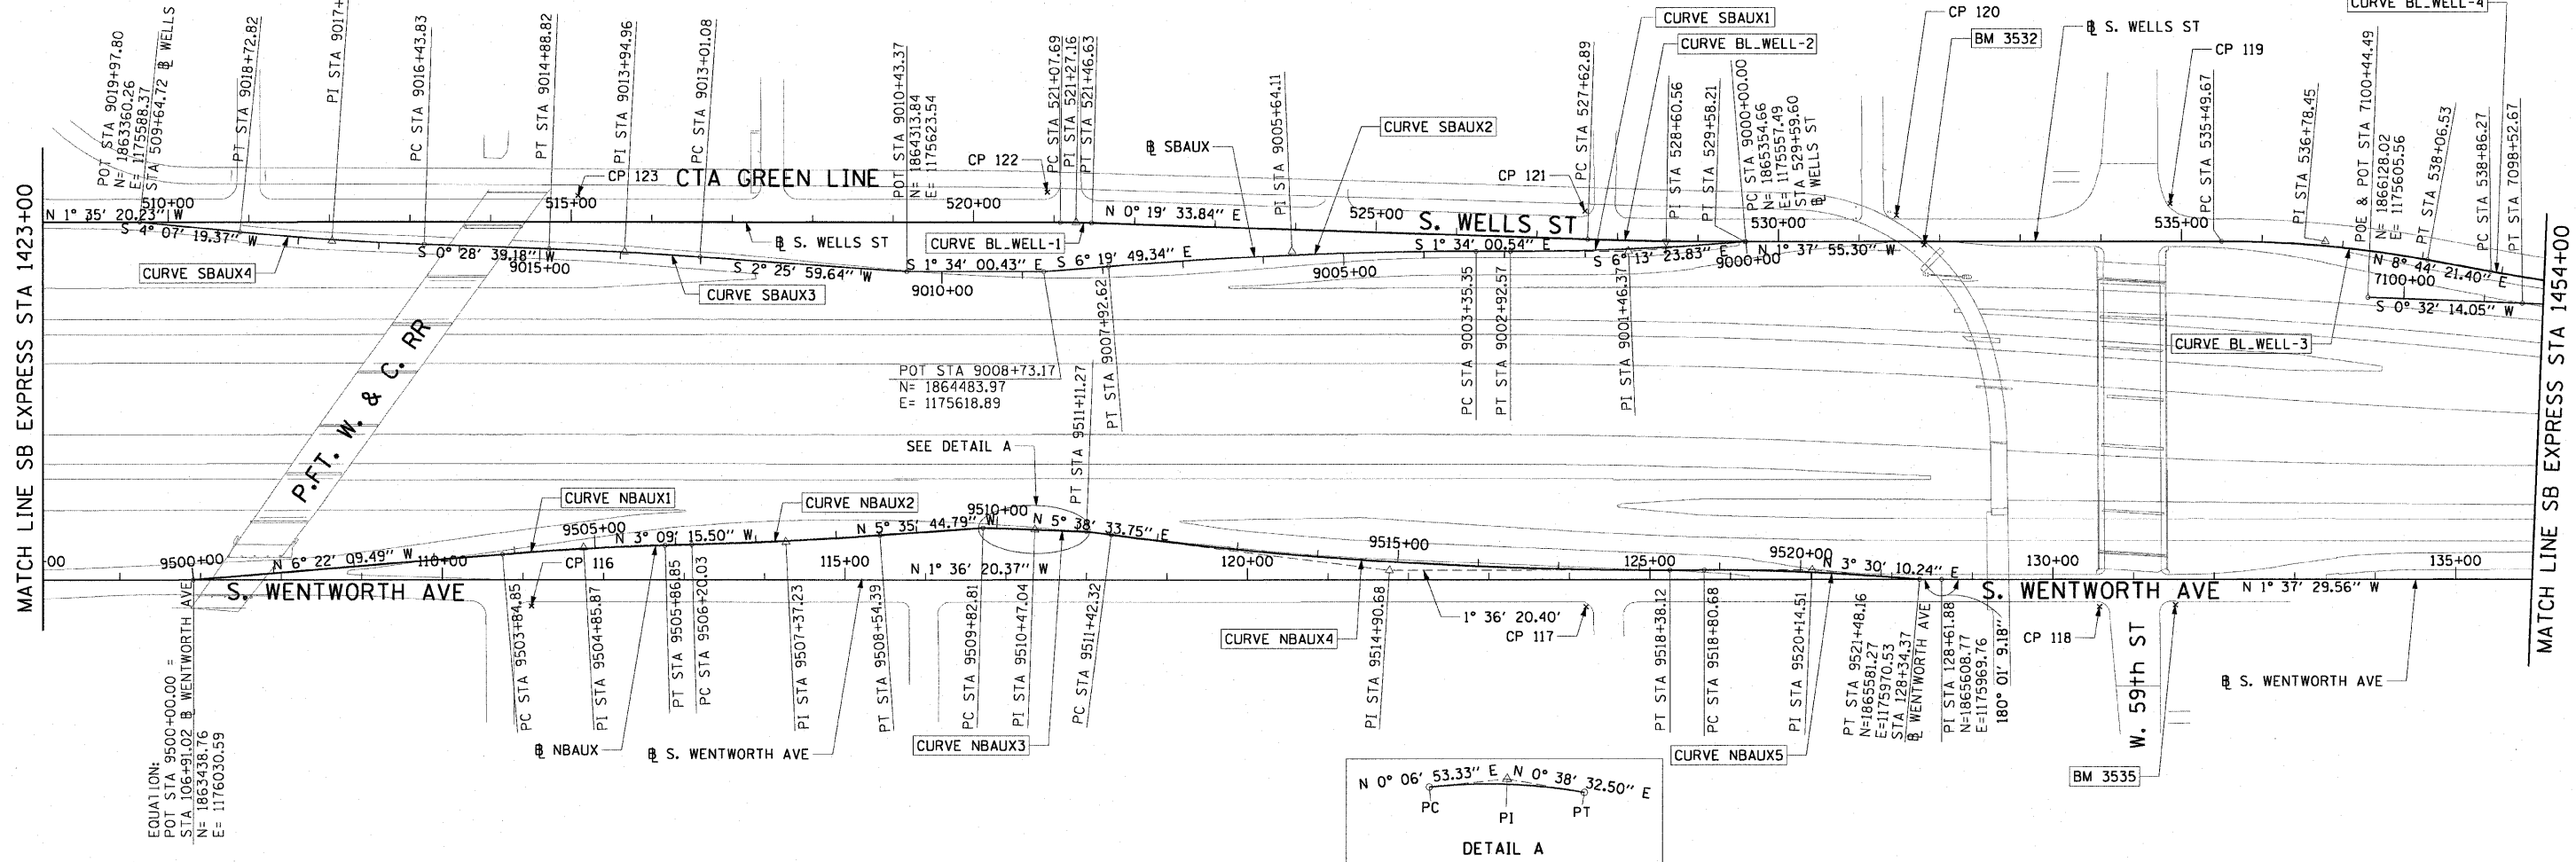 MATCH LINE SB EXPRESS STA 1423+00
POT STA 9019+97.80
N= 1863360.26
E= 1175588.37
STA 509+64.72 ℄ WELLS
PT STA 9018+72.82
PI STA 9017+
PC STA 9016+43.83
PT STA 9014+88.82
PI STA 9013+94.96
PC STA 9013+01.08
POT STA 9010+43.37
N= 1864313.84
E= 1175623.54
PC STA 521+07.69
PI STA 521+27.16
PT STA 521+46.63
PI STA 9005+64.11
PC STA 527+62.89
CURVE SBAUX1
CURVE BL_WELL-2
PI STA 528+60.56
PT STA 529+58.21
PC STA 9000+00.00
N= 1865354.66
E= 1175557.49
STA 529+59.60
℄ WELLS ST
CP 120
BM 3532
℄ S. WELLS ST
CP 119
PC STA 535+49.67
PI STA 536+78.45
CURVE BL_WELL-4
POE & POT STA 7100+44.49
N= 1866128.02
E= 1175605.56
PT STA 538+06.53
PC STA 538+86.27
PT STA 7098+52.67
CP 123
CTA GREEN LINE
CP 122
℄ SBAUX
CURVE SBAUX2
CP 121
510+00
515+00
520+00
525+00
530+00
535+00
N 1° 35' 20.23" W
S 4° 07' 19.37" W
CURVE SBAUX4
S 0° 28' 39.18" W
9015+00
℄ S. WELLS ST
S 2° 25' 59.64" W
CURVE SBAUX3
CURVE BL_WELL-1
S 1° 34' 00.43" E
9010+00
N 0° 19' 33.84" E
S 6° 19' 49.34" E
9005+00
S. WELLS ST
S 1° 34' 00.54" E
S 6° 13' 23.83" E
9000+00
N 1° 37' 55.30" W
N 8° 44' 21.40" E
7100+00
S 0° 32' 14.05" W
CURVE BL_WELL-3
P.FT. W. & C. RR
POT STA 9008+73.17
N= 1864483.97
E= 1175618.89
PT STA 9007+92.62
PC STA 9003+35.35
PT STA 9002+92.57
PI STA 9001+46.37
SEE DETAIL A
PT STA 9511+11.27
CURVE NBAUX1
CURVE NBAUX2
9500+00
N 6° 22' 09.49" W
110+00
9505+00
N 3° 09' 15.50" W
N 5° 35' 44.79" W
9510+00
N 5° 38' 33.75" E
115+00
N 1° 36' 20.37" W
120+00
9515+00
125+00
9520+00
N 3° 30' 10.24" E
130+00
135+00
N 1° 37' 29.56" W
S. WENTWORTH AVE
S. WENTWORTH AVE
CP 116
1° 36' 20.40'
CP 117
CP 118
CURVE NBAUX4
EQUATION:
POT STA 9500+00.00 =
STA 106+91.02 ℄ WENTWORTH AVE
N= 1863438.76
E= 1176030.59
PC STA 9503+84.85
PI STA 9504+85.87
PT STA 9505+86.85
PC STA 9506+20.03
PI STA 9507+37.23
PT STA 9508+54.39
PC STA 9509+82.81
PI STA 9510+47.04
PC STA 9511+42.32
PI STA 9514+90.68
PT STA 9518+38.12
PC STA 9518+80.68
PI STA 9520+14.51
PT STA 9521+48.16
N=1865581.27
E=1175970.53
STA 128+34.37
℄ WENTWORTH AVE
PI STA 128+61.88
N=1865608.77
E=1175969.76
180° 01' 9.18"
W. 59th ST
℄ NBAUX
℄ S. WENTWORTH AVE
CURVE NBAUX3
CURVE NBAUX5
BM 3535
℄ S. WENTWORTH AVE
N 0° 06' 53.33" E
N 0° 38' 32.50" E
PC
PI
PT
DETAIL A
MATCH LINE SB EXPRESS STA 1454+00